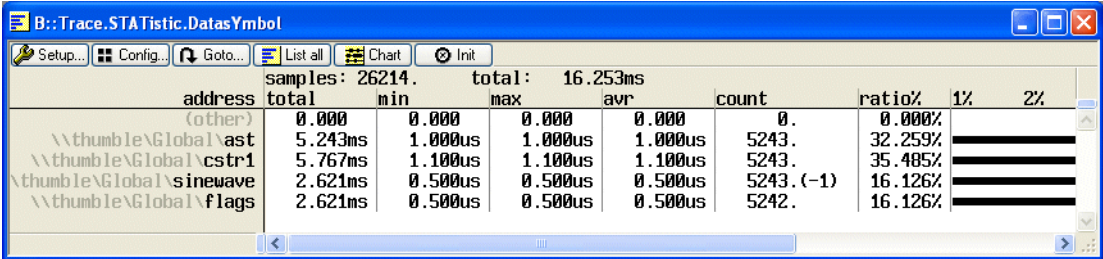 B::Trace.STATistic.DatasYmbol
Setup... Config... Goto... List all Chart Init
samples: 26214. total: 16.253ms
address total min max avr count ratio% 1% 2%
(other) 0.000 0.000 0.000 0.000 0. 0.000%
\\thumble\Global\ast 5.243ms 1.000us 1.000us 1.000us 5243. 32.259%
\\thumble\Global\cstr1 5.767ms 1.100us 1.100us 1.100us 5243. 35.485%
\thumble\Global\sinewave 2.621ms 0.500us 0.500us 0.500us 5243.(-1) 16.126%
\\thumble\Global\flags 2.621ms 0.500us 0.500us 0.500us 5242. 16.126%